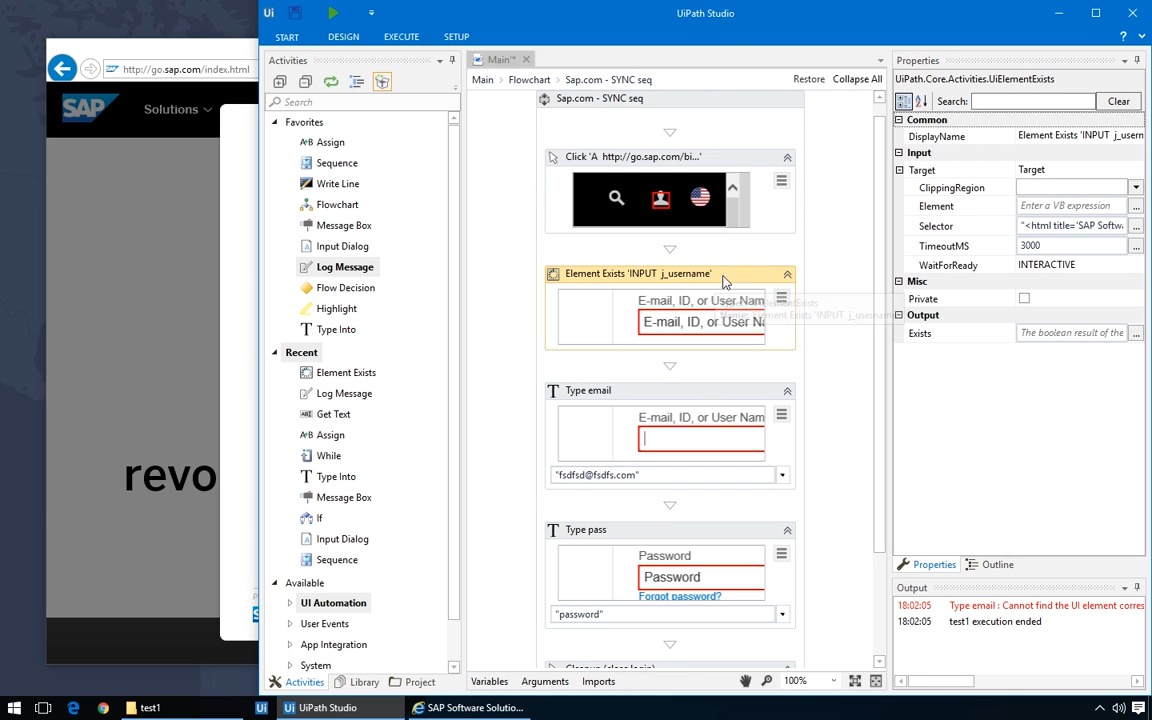 Ui
UiPath Studio
START
DESIGN
EXECUTE
SETUP
http://go.sap.com/index.html
SAP
Solutions
revo
Activities
Search
Favorites
A+B Assign
Sequence
Write Line
Flowchart
Message Box
Input Dialog
Log Message
Flow Decision
Highlight
Type Into
Recent
Element Exists
Log Message
Get Text
A+B Assign
While
Type Into
Message Box
If
Input Dialog
Sequence
Available
UI Automation
User Events
App Integration
System
Activities
Library
Project
Main*
Main
Flowchart
Sap.com - SYNC seq
Restore
Collapse All
Sap.com - SYNC seq
Click 'A http://go.sap.com/bi...'
Element Exists 'INPUT j_username'
E-mail, ID, or User Nam
E-mail, ID, or User Na
Type email
E-mail, ID, or User Nam
"fsdfsd@fsdfs.com"
Type pass
Password
Password
Forgot password?
"password"
Cleanup (close login)
Variables
Arguments
Imports
100%
Properties
UiPath.Core.Activities.UiElementExists
Search:
Clear
Common
DisplayName Element Exists 'INPUT j_usern
Input
Target Target
ClippingRegion
Element Enter a VB expression ...
Selector "<html title='SAP Softwa ...
TimeoutMS 3000 ...
WaitForReady INTERACTIVE
Misc
Private
Output
Exists The boolean result of the ...
Properties
Outline
Output
18:02:05 Type email : Cannot find the UI element corres
18:02:05 test1 execution ended
test1
Ui
Ui UiPath Studio
SAP Software Solutio...